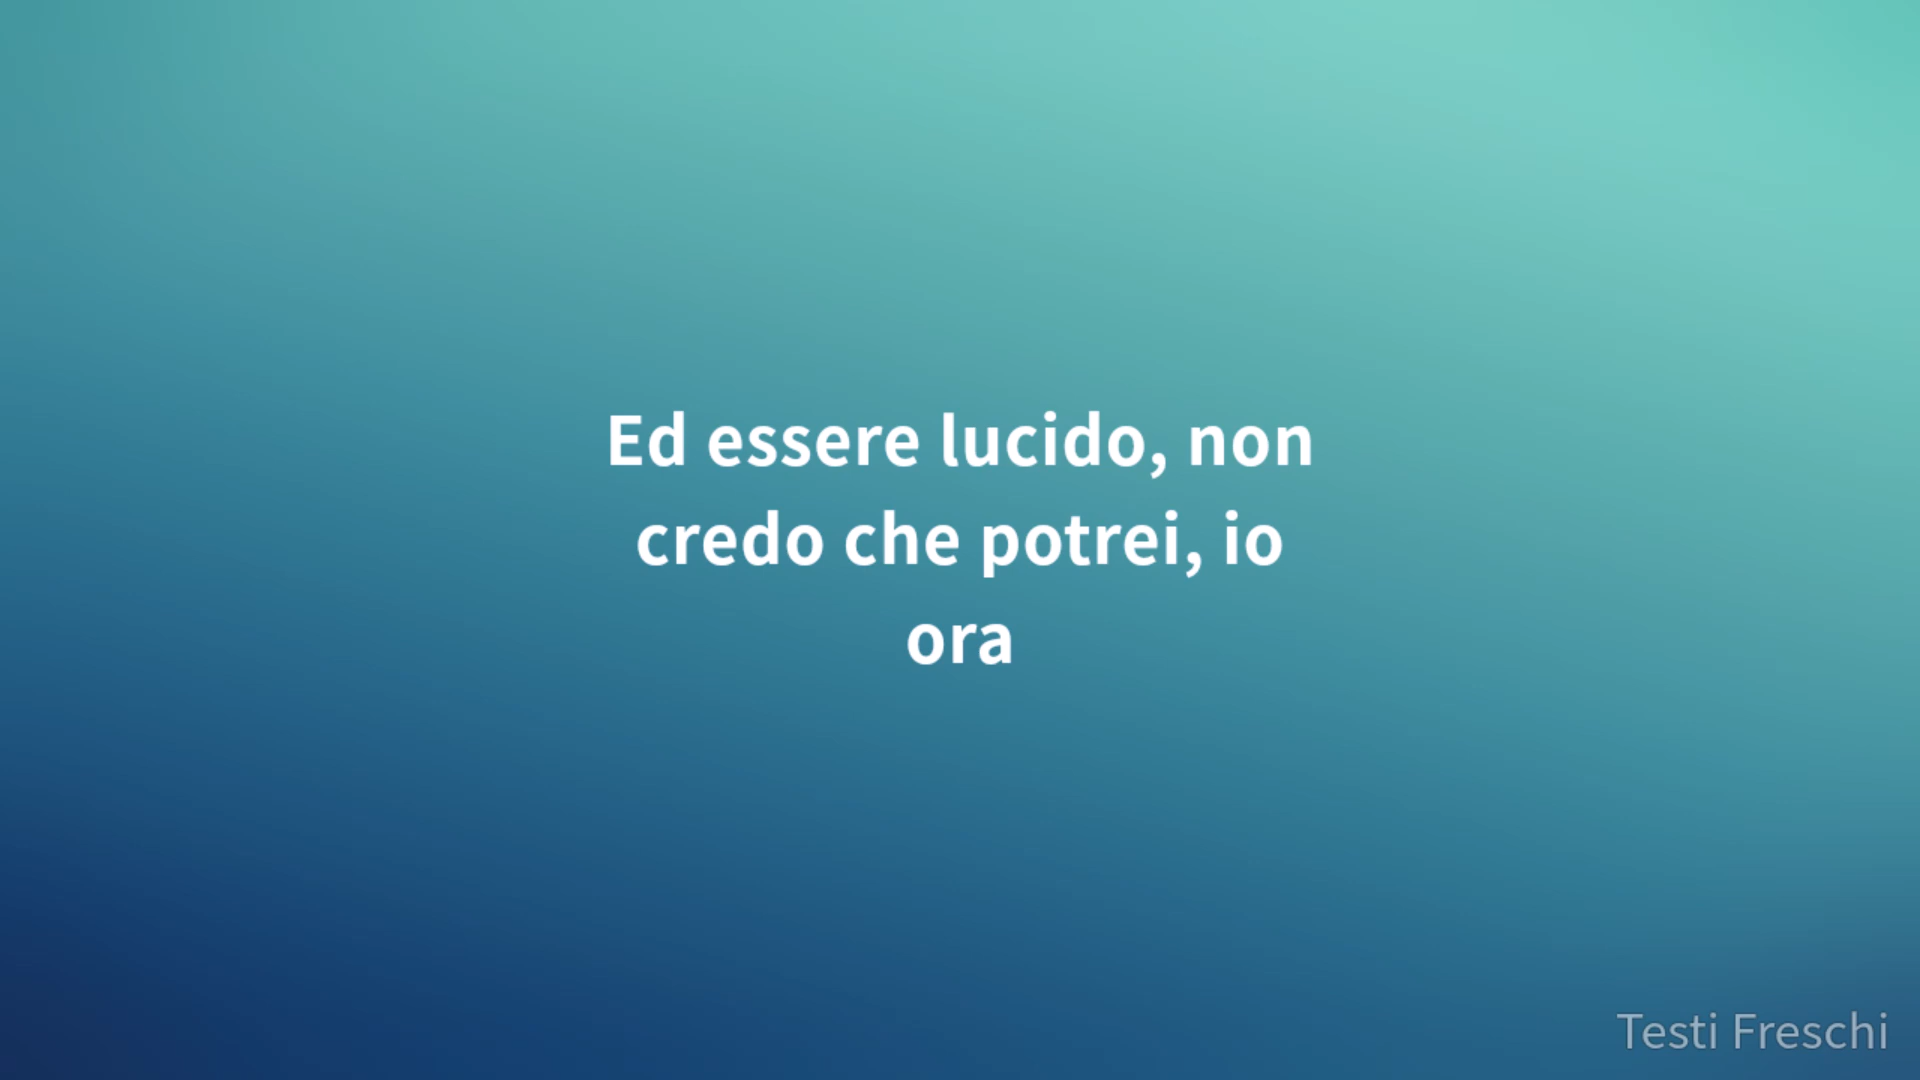 Ed essere lucido, non
credo che potrei, io
ora
Testi Freschi